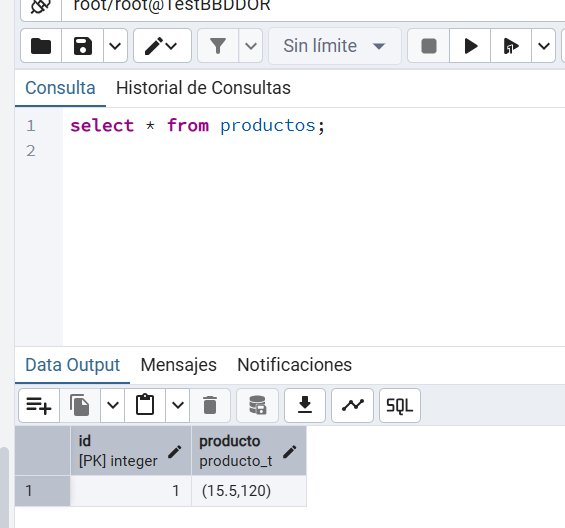 root/root@TestBBDDOR
Sin límite
Consulta Historial de Consultas
1 select * from productos;
2
Data Output Mensajes Notificaciones
SQL
id producto
[PK] integer producto_t
1 1 (15.5,120)